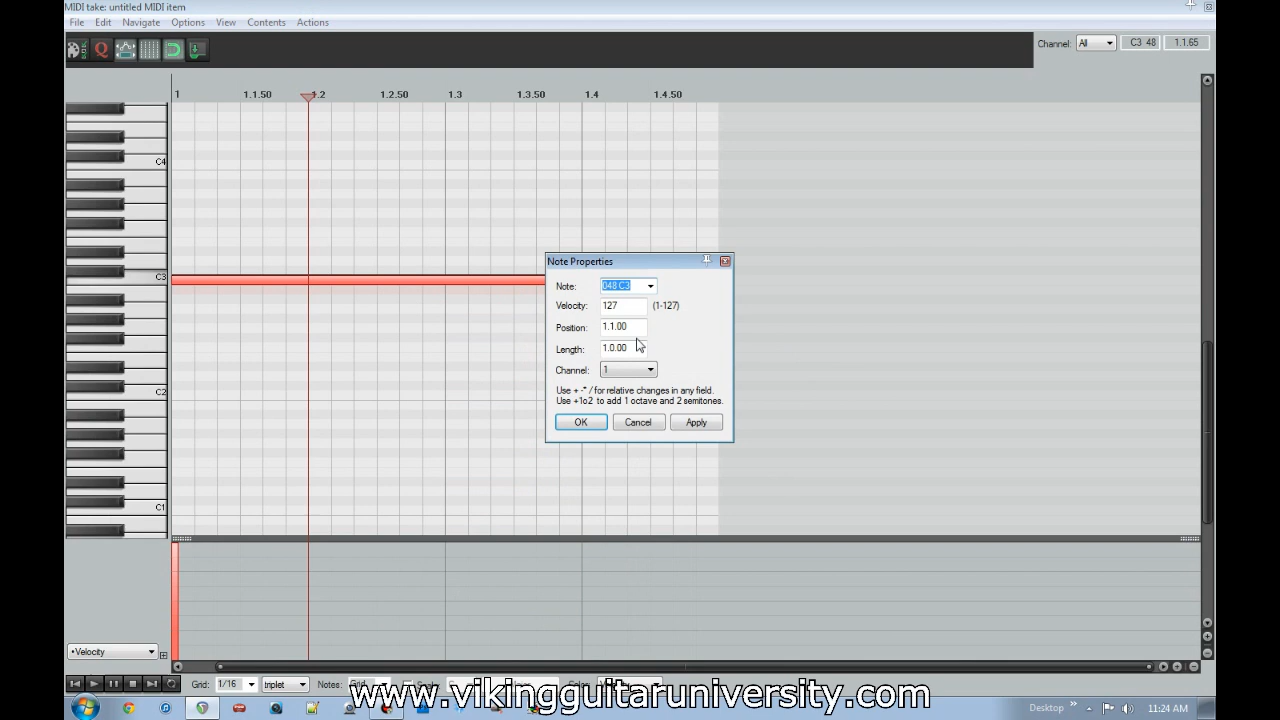 MIDI take: untitled MIDI item
File Edit Navigate Options View Contents Actions
Channel: All C3 48 1.1.65
1 1.1.50 1.2 1.2.50 1.3 1.3.50 1.4 1.4.50
C4
C3
C2
C1
Note Properties
Note: 048 C3
Velocity: 127 (1-127)
Position: 1.1.00
Length: 1.0.00
Channel: 1
Use + -* / for relative changes in any field.
Use +1o2 to add 1 octave and 2 semitones.
OK Cancel Apply
•Velocity
Grid: 1/16 triplet Notes: Grid
www.vikingguitaruniversity.com
Desktop » 11:24 AM